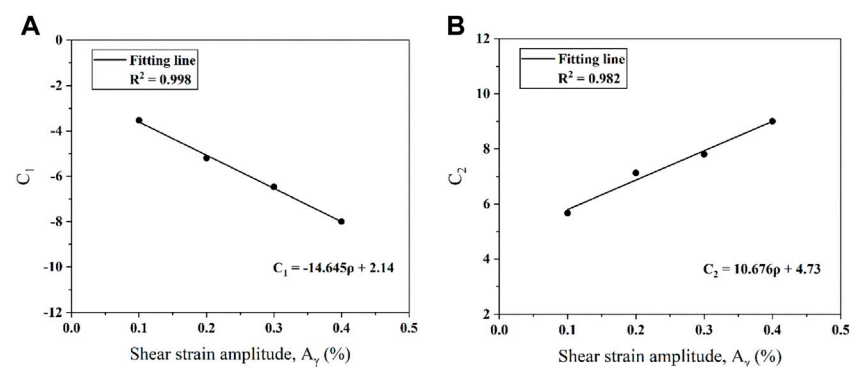 A
0
-2
-4
-6
-8
-10
-12
C₁
Fitting line
R² = 0.998
C₁ = -14.645ρ + 2.14
0.0 0.1 0.2 0.3 0.4 0.5
Shear strain amplitude, Aᵧ (%)
B
12
10
8
6
4
2
C₂
Fitting line
R² = 0.982
C₂ = 10.676ρ + 4.73
0.0 0.1 0.2 0.3 0.4 0.5
Shear strain amplitude, Aᵧ (%)